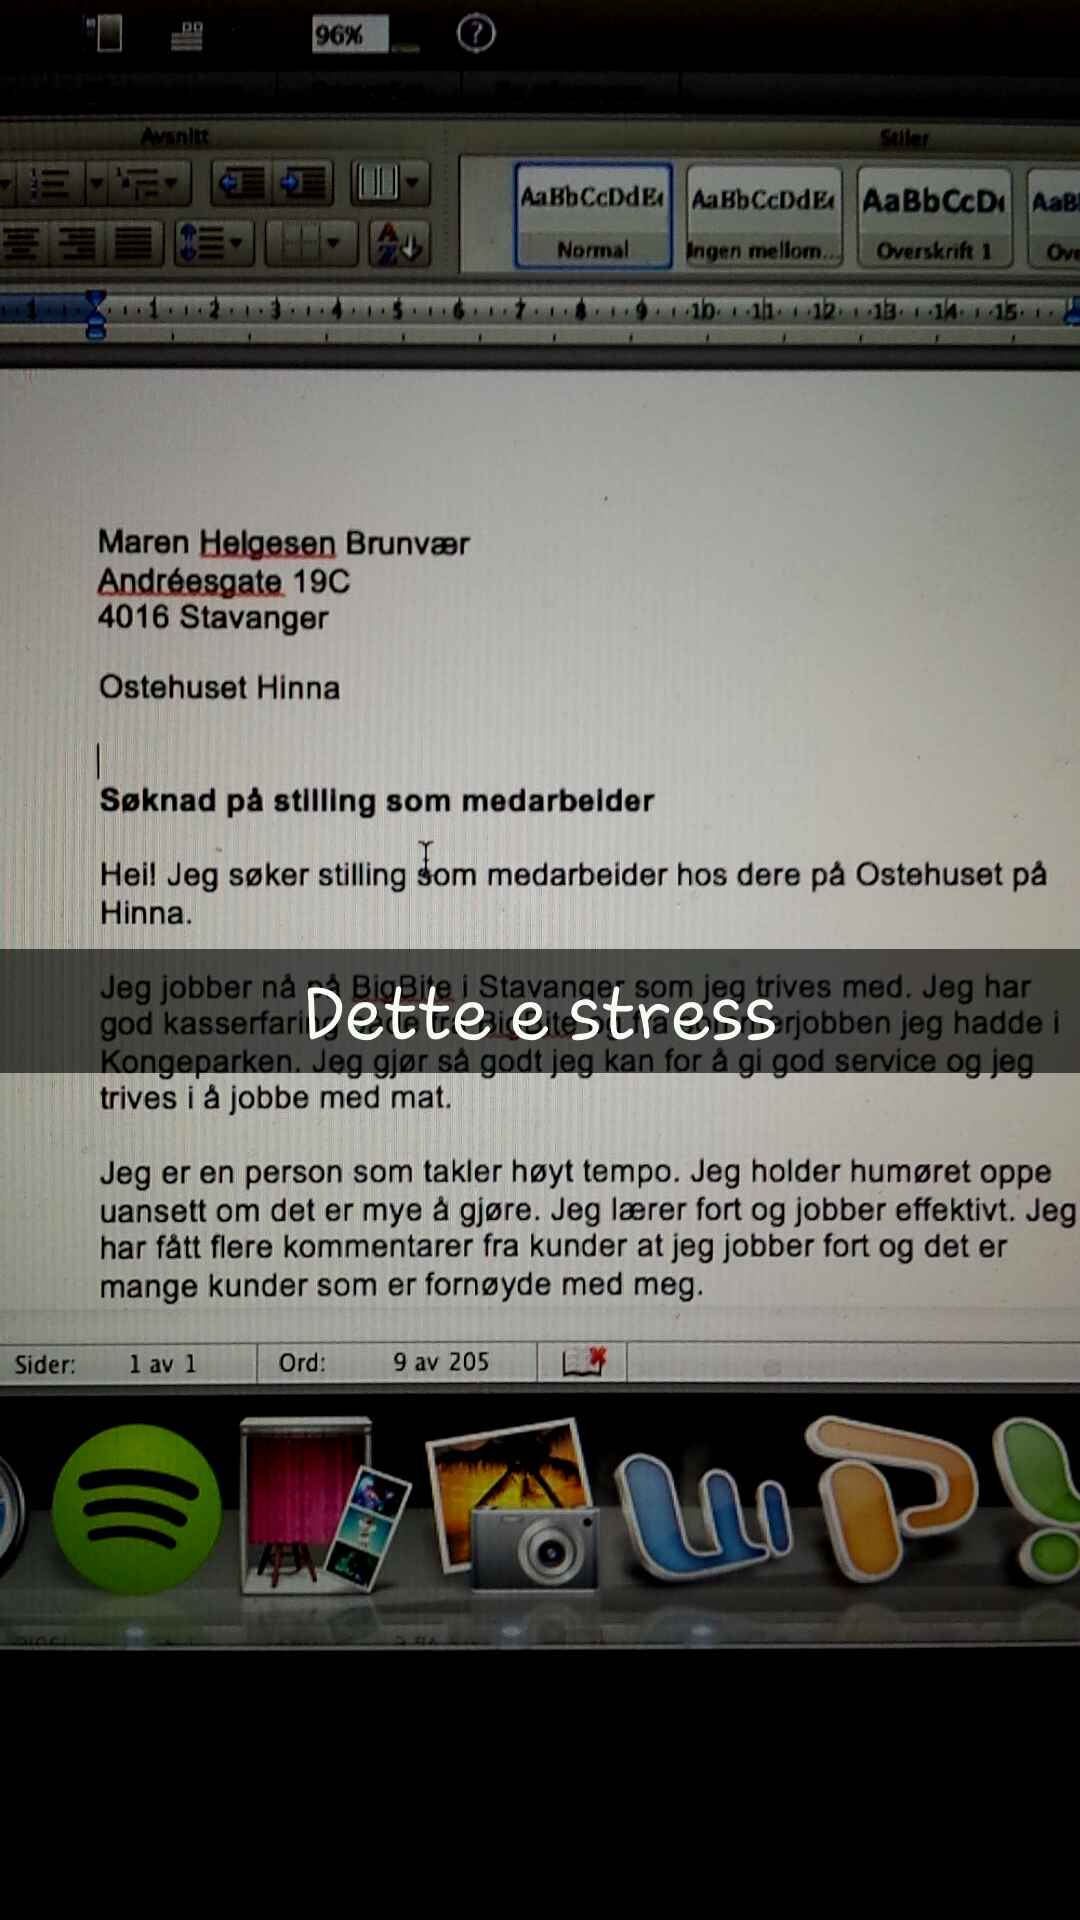 96%
Avsnitt
Stiler
AaBbCcDdEe
AaBbCcDdEe
AaBbCcDc
AaB
Normal
Ingen mellom...
Overskrift 1
Ove
1 1 2 3 4 5 6 7 8 9 10 11 12 13 14 15
Maren Helgesen Brunvær
Andréesgate 19C
4016 Stavanger
Ostehuset Hinna
Søknad på stilling som medarbeider
Hei! Jeg søker stilling som medarbeider hos dere på Ostehuset på
Hinna.
Jeg jobber nå på BigBite i Stavanger som jeg trives med. Jeg har
god kasserfaring både fra BigBite og fra sommerjobben jeg hadde i
Dette e stress
Kongeparken. Jeg gjør så godt jeg kan for å gi god service og jeg
trives i å jobbe med mat.
Jeg er en person som takler høyt tempo. Jeg holder humøret oppe
uansett om det er mye å gjøre. Jeg lærer fort og jobber effektivt. Jeg
har fått flere kommentarer fra kunder at jeg jobber fort og det er
mange kunder som er fornøyde med meg.
Sider: 1 av 1 Ord: 9 av 205